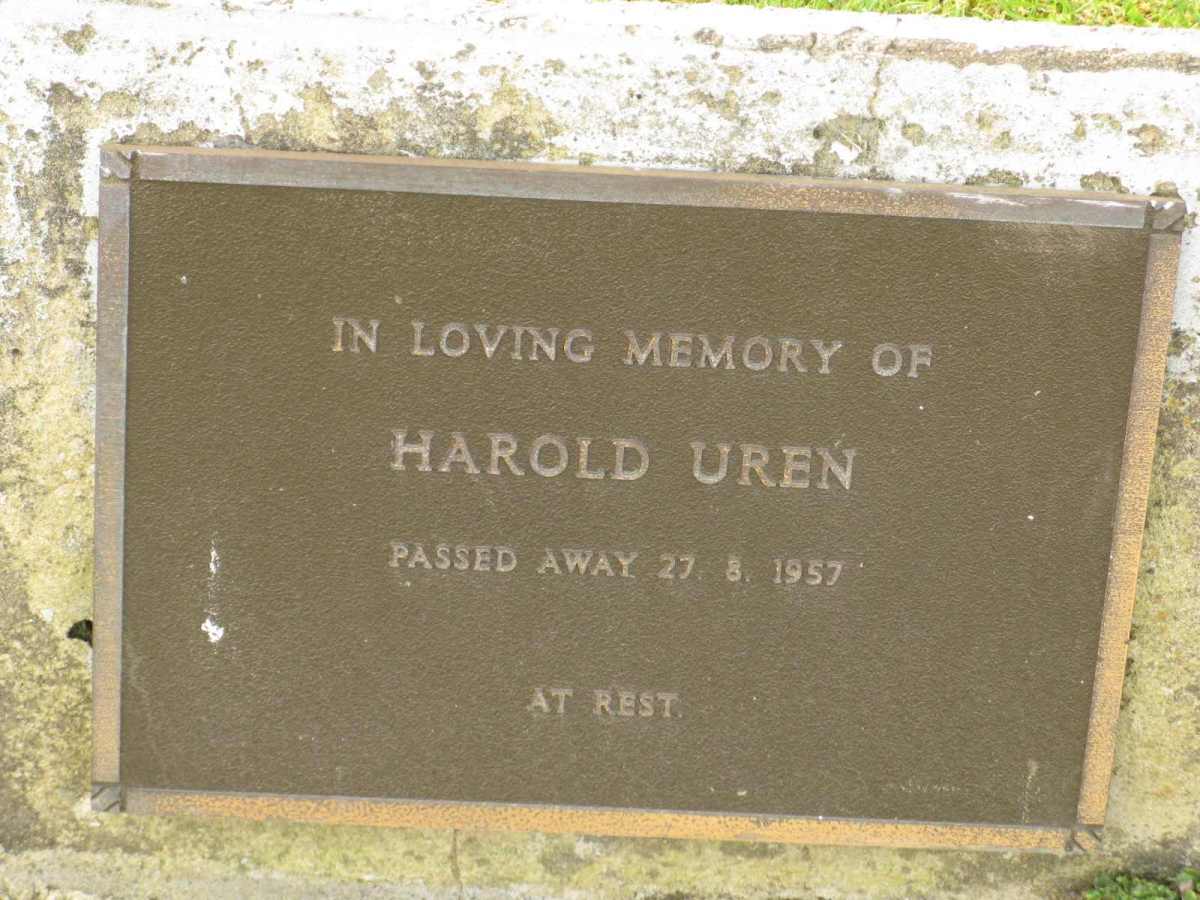 IN LOVING MEMORY OF
HAROLD UREN
PASSED AWAY 27. 8. 1957
AT REST.